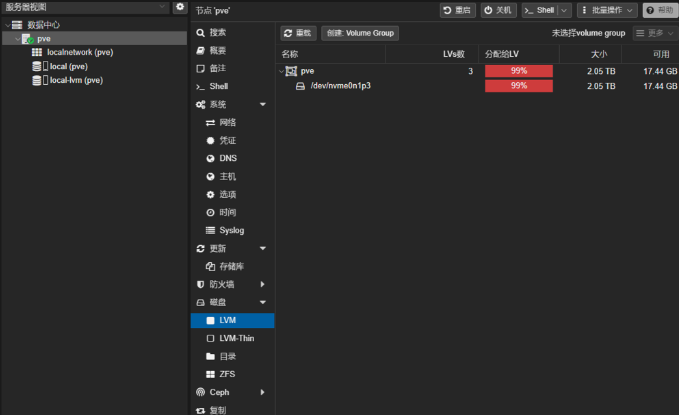 服务器视图
数据中心
pve
localnetwork (pve)
local (pve)
local-lvm (pve)
节点 'pve'
重启
关机
Shell
批量操作
帮助
搜索
概要
备注
Shell
系统
网络
凭证
DNS
主机
选项
时间
Syslog
更新
存储库
防火墙
磁盘
LVM
LVM-Thin
目录
ZFS
Ceph
复制
重载
创建: Volume Group
未选择volume group
更多
名称 LVs数 分配给LV 大小 可用
pve 3 99% 2.05 TB 17.44 GB
/dev/nvme0n1p3 99% 2.05 TB 17.44 GB